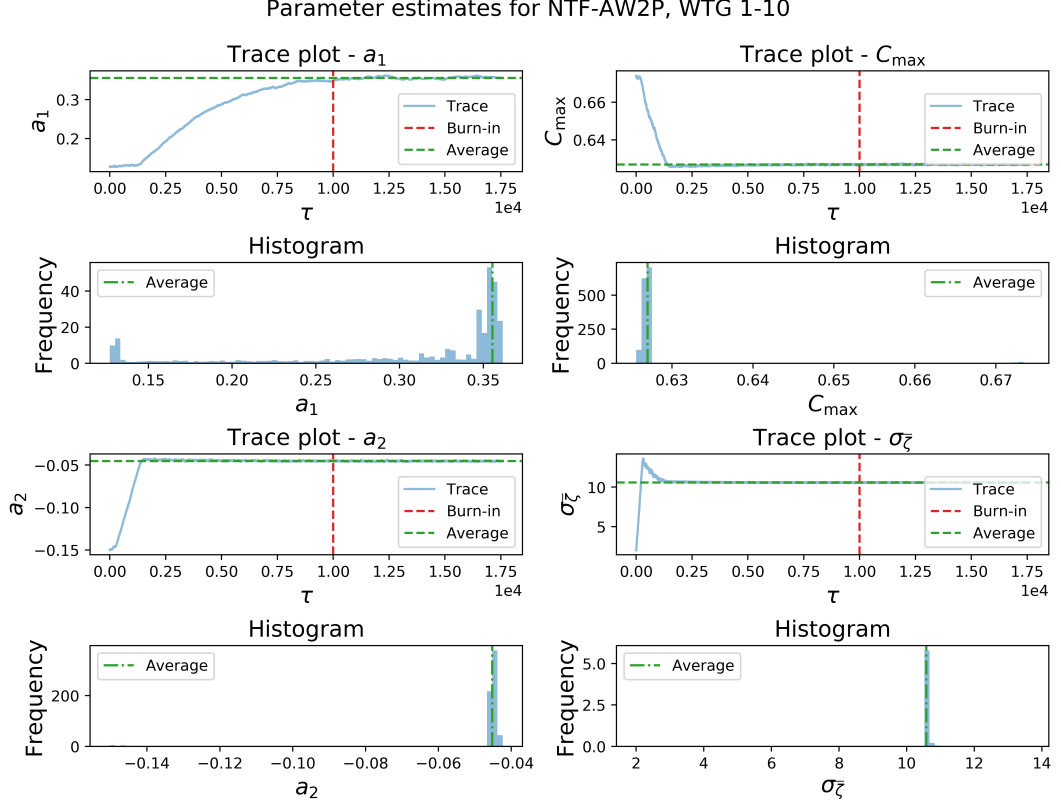 Parameter estimates for NTF-AW2P, WTG 1-10
Trace plot - a₁
a₁
0.3
0.2
Trace
Burn-in
Average
0.00 0.25 0.50 0.75 1.00 1.25 1.50 1.75
1e4
τ
Trace plot - Cmax
Cmax
0.66
0.64
Trace
Burn-in
Average
0.00 0.25 0.50 0.75 1.00 1.25 1.50 1.75
1e4
τ
Histogram
Frequency
40
20
0
Average
0.15 0.20 0.25 0.30 0.35
a₁
Histogram
Frequency
500
250
0
Average
0.63 0.64 0.65 0.66 0.67
Cmax
Trace plot - a₂
a₂
−0.05
−0.10
−0.15
Trace
Burn-in
Average
0.00 0.25 0.50 0.75 1.00 1.25 1.50 1.75
1e4
τ
Trace plot - σζ̅
σζ̅
10
5
Trace
Burn-in
Average
0.00 0.25 0.50 0.75 1.00 1.25 1.50 1.75
1e4
τ
Histogram
Frequency
200
0
Average
−0.14 −0.12 −0.10 −0.08 −0.06 −0.04
a₂
Histogram
Frequency
5.0
2.5
0.0
Average
2 4 6 8 10 12 14
σζ̅